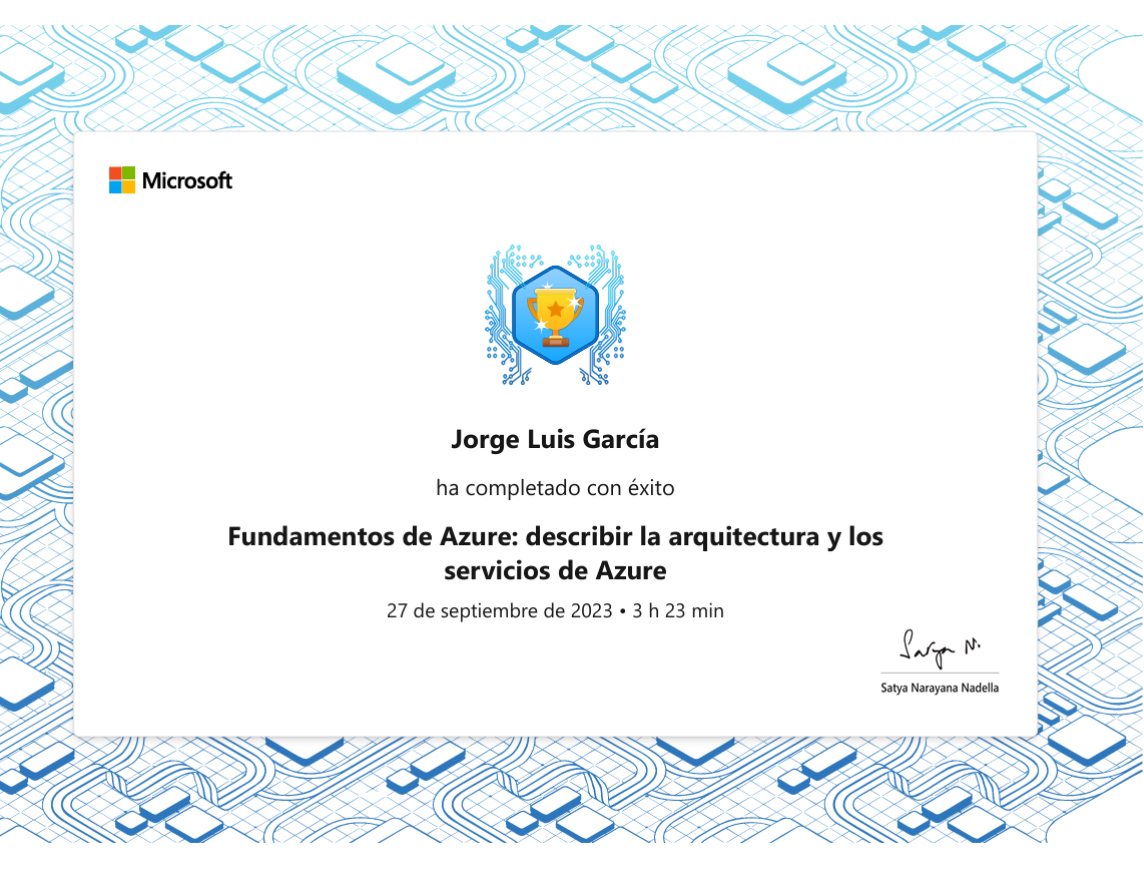 Microsoft
Jorge Luis García
ha completado con éxito
Fundamentos de Azure: describir la arquitectura y los
servicios de Azure
27 de septiembre de 2023 • 3 h 23 min
Satya N.
Satya Narayana Nadella